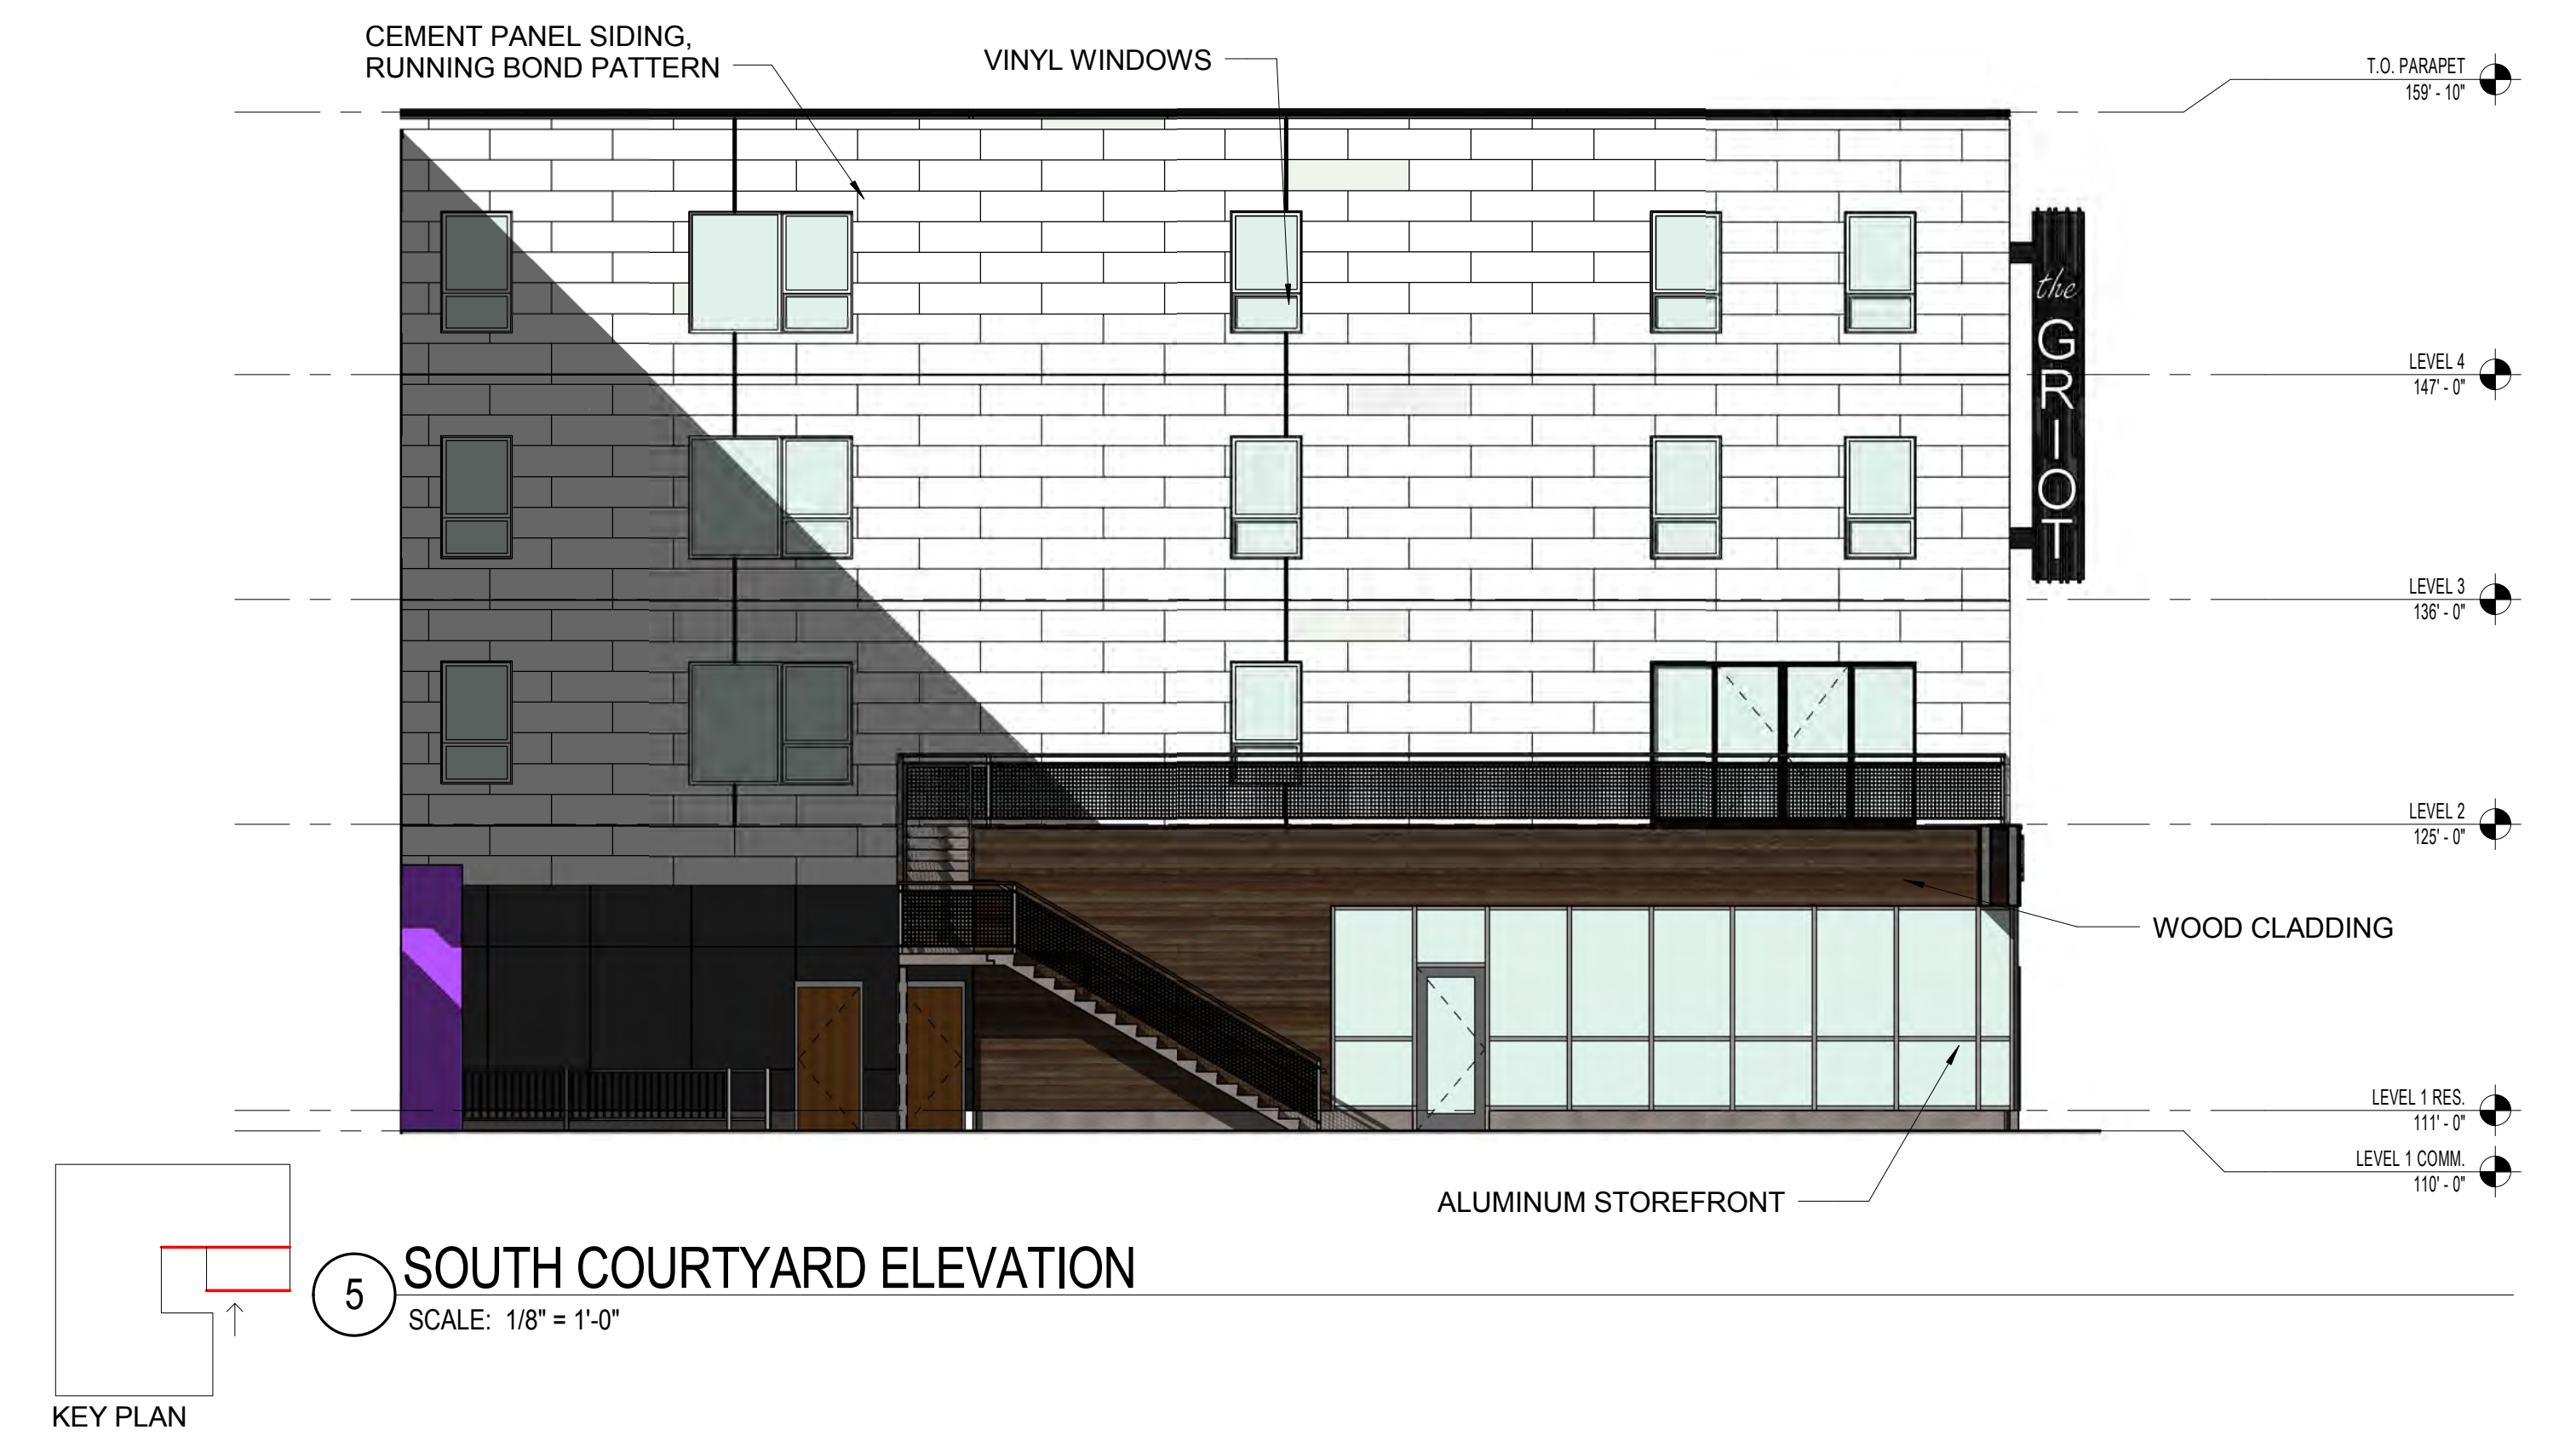 CEMENT PANEL SIDING,
RUNNING BOND PATTERN
VINYL WINDOWS
T.O. PARAPET
159' - 10"
the
GRIOT
LEVEL 4
147' - 0"
LEVEL 3
136' - 0"
LEVEL 2
125' - 0"
WOOD CLADDING
LEVEL 1 RES.
111' - 0"
LEVEL 1 COMM.
110' - 0"
ALUMINUM STOREFRONT
5
SOUTH COURTYARD ELEVATION
SCALE: 1/8" = 1'-0"
KEY PLAN